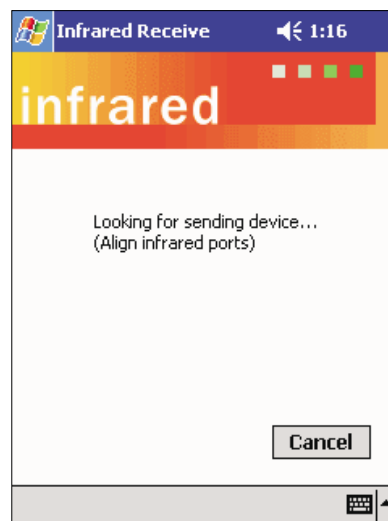 Infrared Receive 1:16
infrared
Looking for sending device...
(Align infrared ports)
Cancel